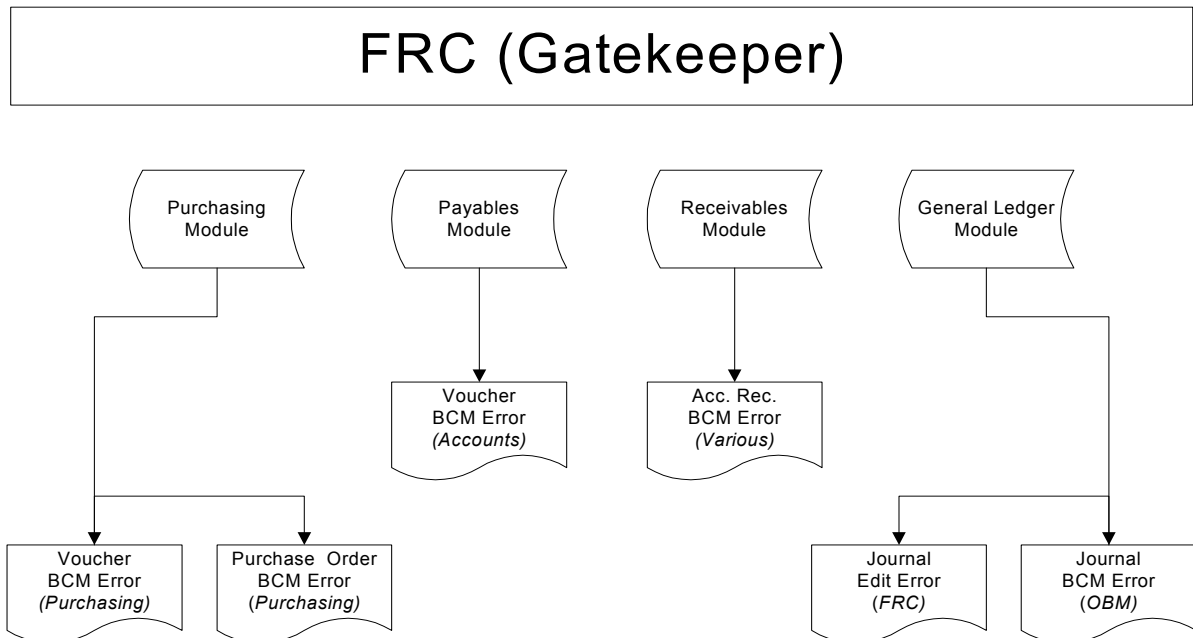 FRC (Gatekeeper)
Purchasing
Module
Payables
Module
Receivables
Module
General Ledger
Module
Voucher
BCM Error
(Accounts)
Acc. Rec.
BCM Error
(Various)
Voucher
BCM Error
(Purchasing)
Purchase Order
BCM Error
(Purchasing)
Journal
Edit Error
(FRC)
Journal
BCM Error
(OBM)